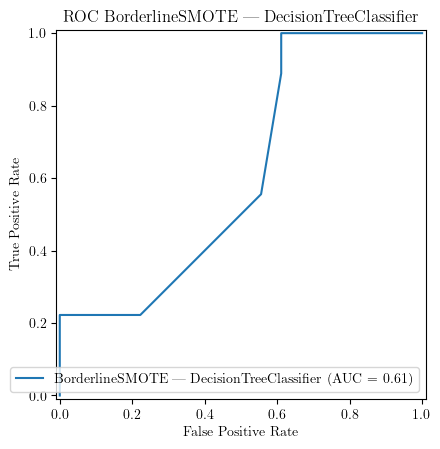 ROC BorderlineSMOTE — DecisionTreeClassifier
1.0
0.8
0.6
0.4
0.2
0.0
True Positive Rate
BorderlineSMOTE — DecisionTreeClassifier (AUC = 0.61)
0.0 0.2 0.4 0.6 0.8 1.0
False Positive Rate